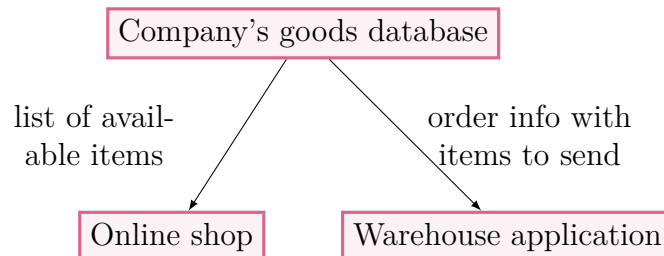 Company's goods database
list of avail-
able items
order info with
items to send
Online shop
Warehouse application